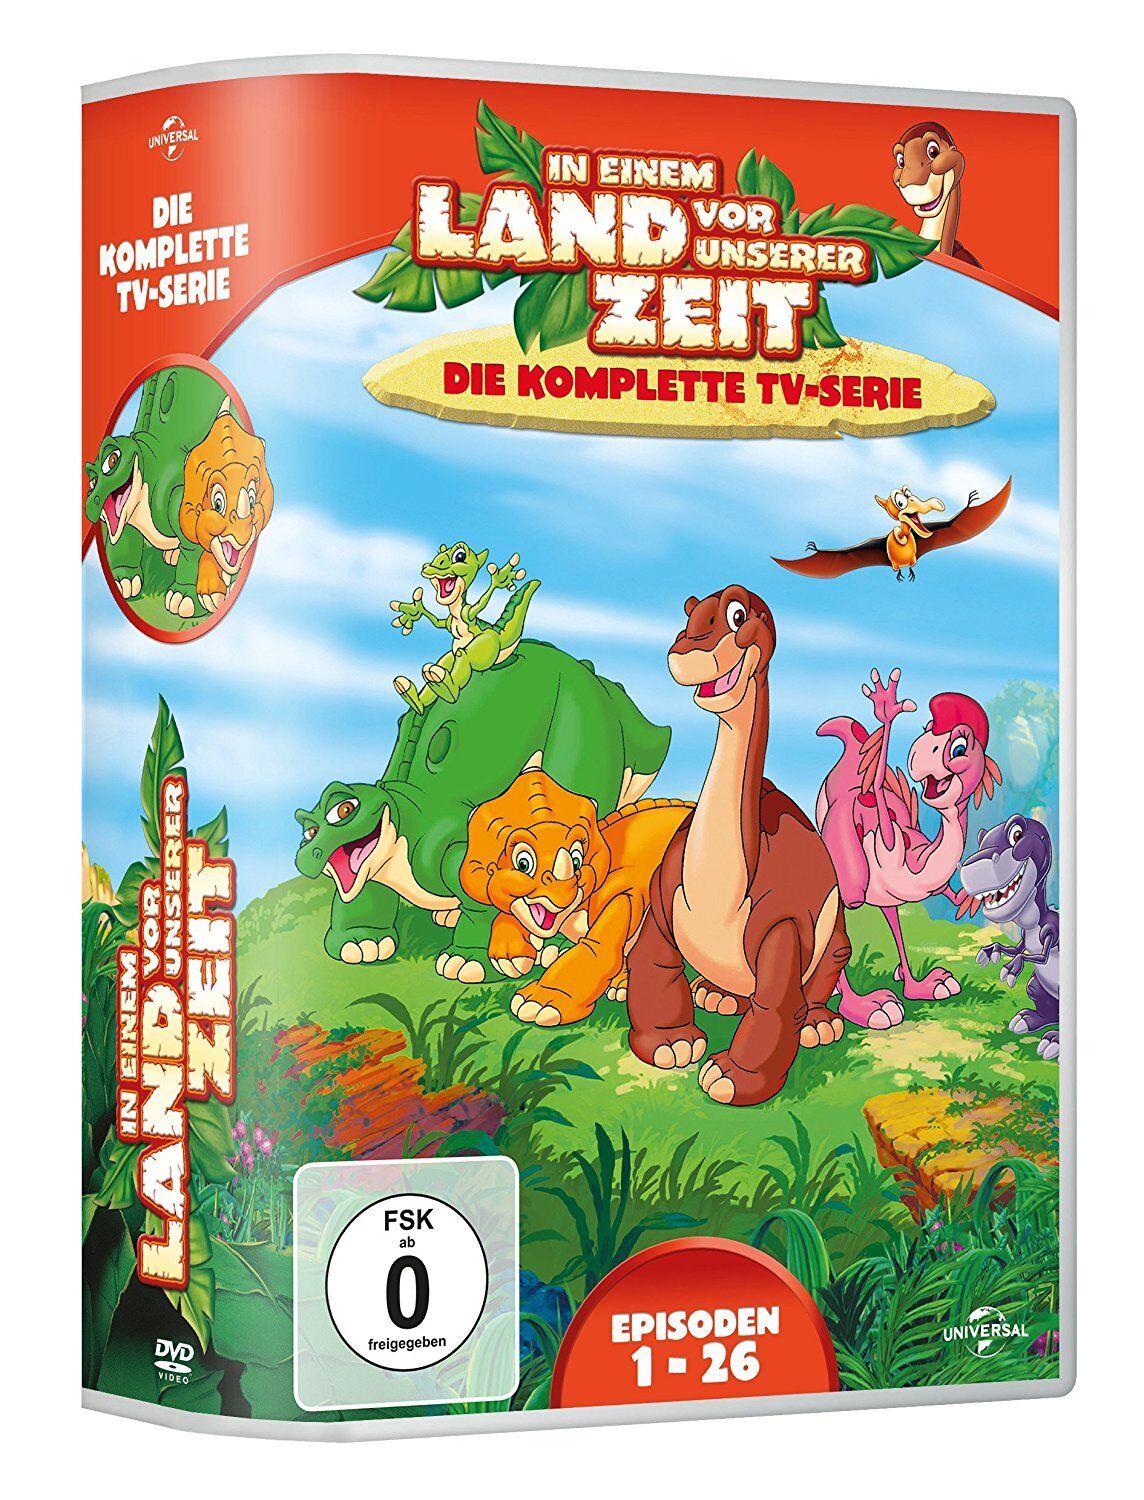 UNIVERSAL
DIE
KOMPLETTE
TV-SERIE
IN EINEM
LAND VOR
UNSERER
ZEIT
DVD
VIDEO
IN EINEM
LAND VOR
UNSERER
ZEIT
DIE KOMPLETTE TV-SERIE
FSK
ab
0
freigegeben
EPISODEN
1 - 26
UNIVERSAL